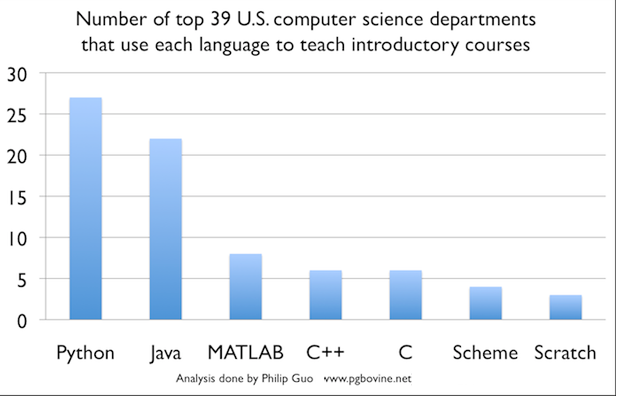 Number of top 39 U.S. computer science departments
that use each language to teach introductory courses
30
25
20
15
10
5
0
Python Java MATLAB C++ C Scheme Scratch
Analysis done by Philip Guo www.pgbovine.net